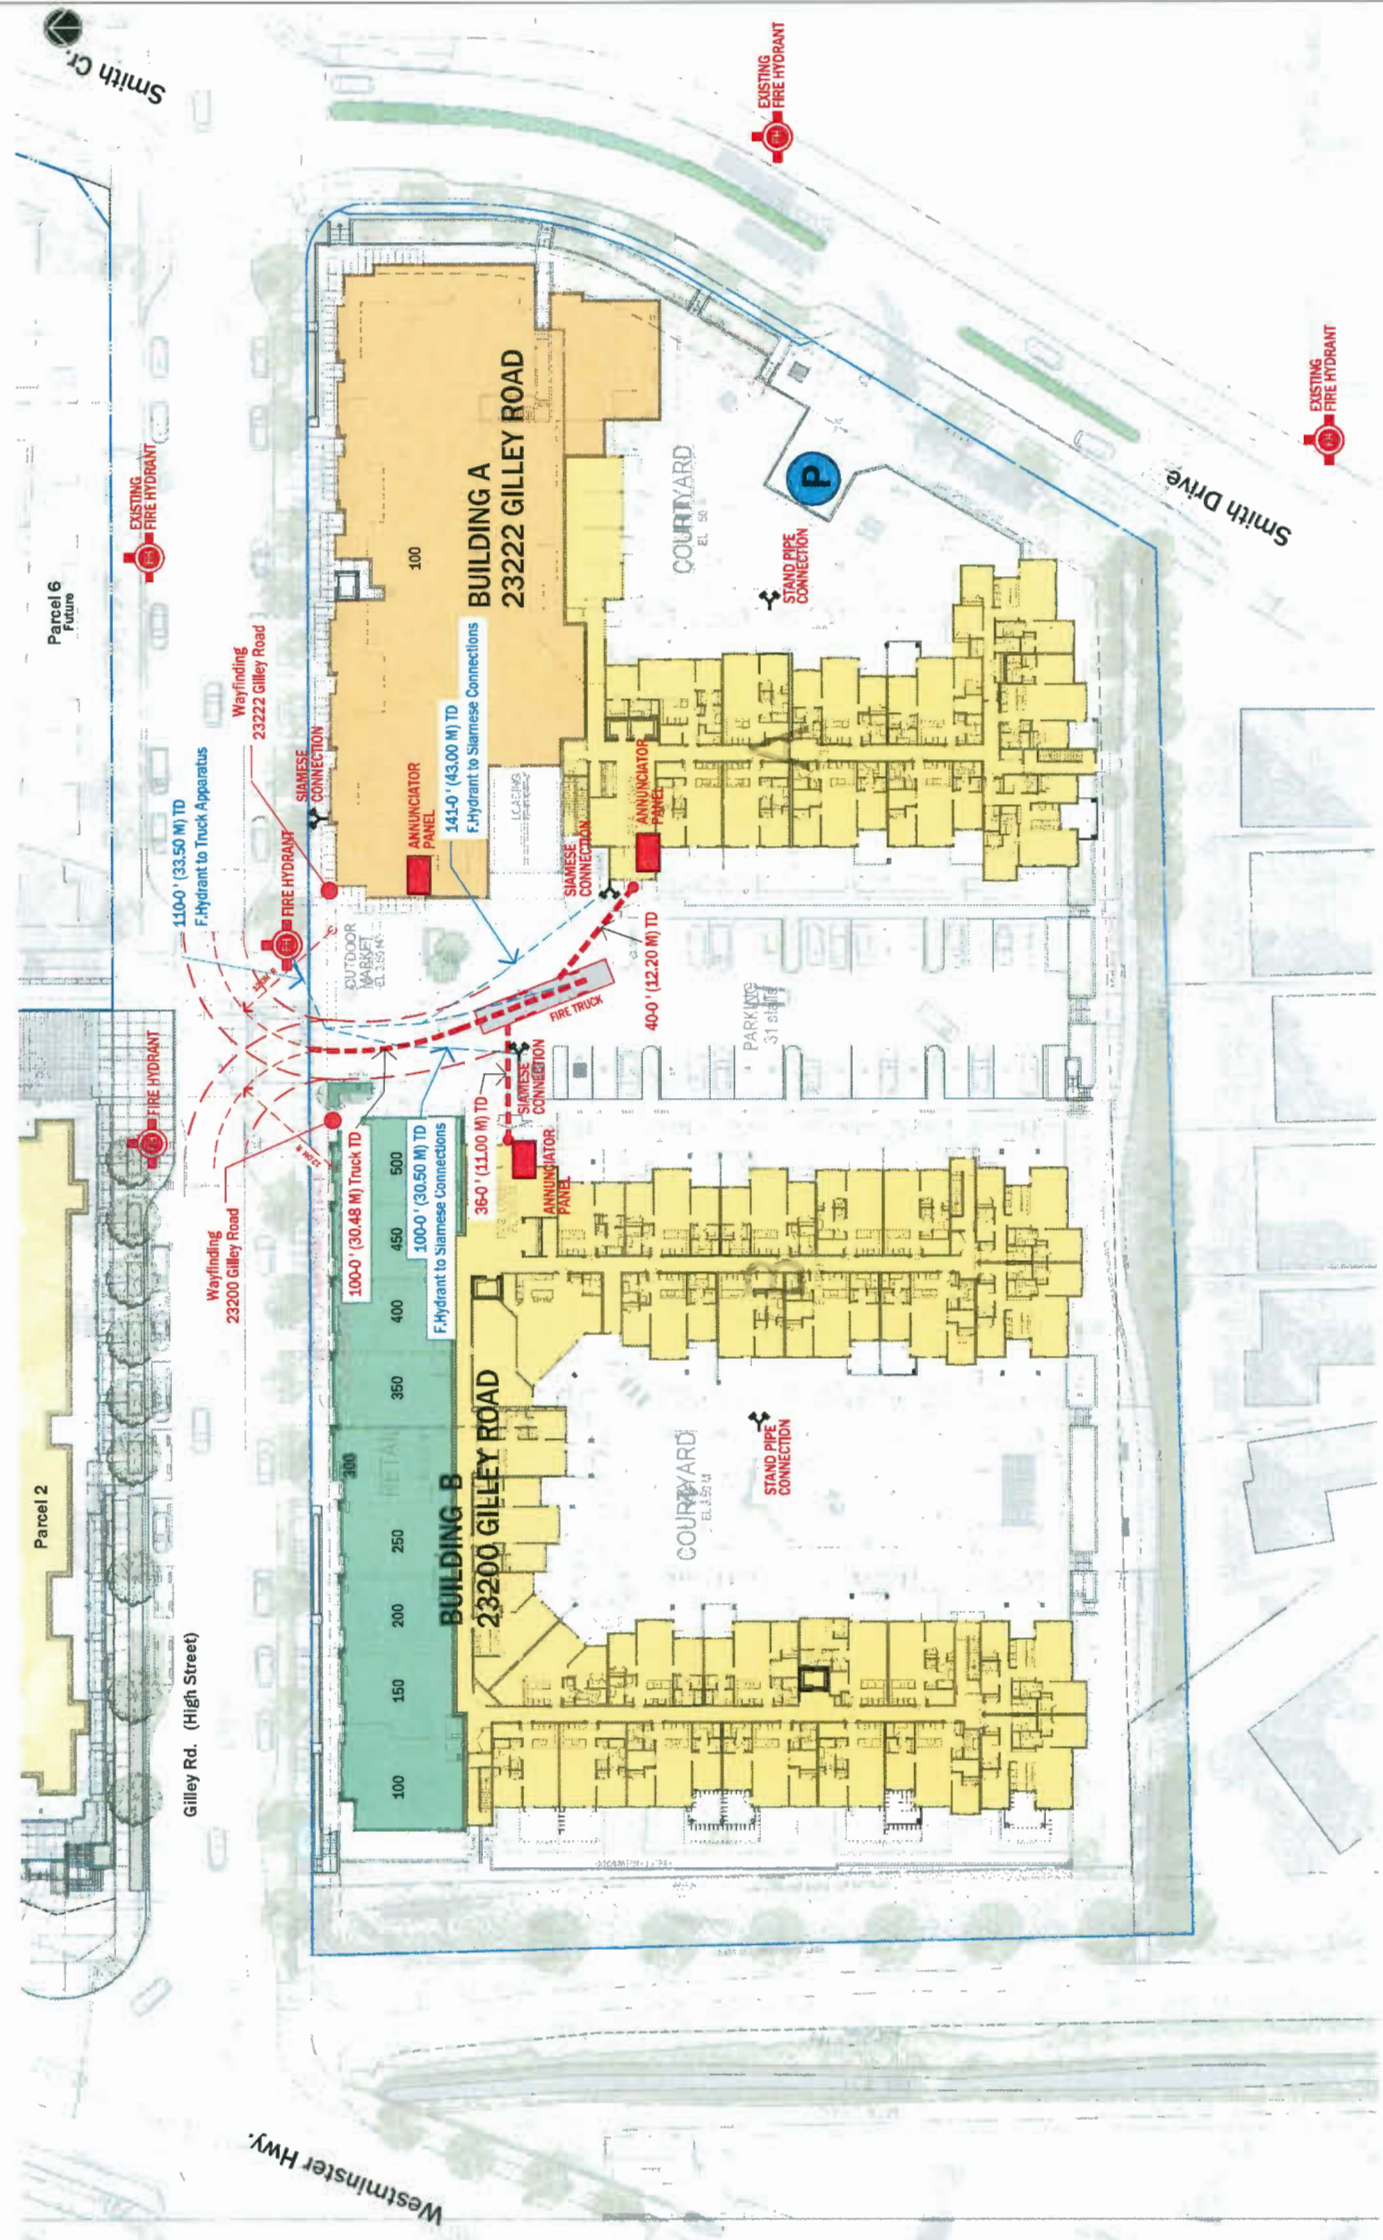 Smith Cr.
Parcel 6
Future
Parcel 2
Gilley Rd. (High Street)
Westminster Hwy.
Smith Drive
EXISTING
FIRE HYDRANT
EXISTING
FIRE HYDRANT
EXISTING
FIRE HYDRANT
FIRE HYDRANT
FIRE HYDRANT
110-0' (33.50 M) TD
F.Hydrant to Truck Apparatus
Wayfinding
23222 Gilley Road
SIAMESE
CONNECTION
Wayfinding
23200 Gilley Road
BUILDING A
23222 GILLEY ROAD
100
ANNUNCIATOR
PANEL
141-0' (43.00 M) TD
F.Hydrant to Siamese Connections
LOADING
SIAMESE
CONNECTION
ANNUNCIATOR
PANEL
OUTDOOR
MARKET
FIRE TRUCK
40-0' (12.20 M) TD
PARKING
31 stalls
100-0' (30.48 M) Truck TD
100-0' (30.50 M) TD
F.Hydrant to Siamese Connections
36-0' (11.00 M) TD
SIAMESE
CONNECTION
ANNUNCIATOR
PANEL
COURTYARD
P
STAND PIPE
CONNECTION
BUILDING B
23200 GILLEY ROAD
RETAIL
100
150
200
250
300
350
400
450
500
COURTYARD
STAND PIPE
CONNECTION
A
B